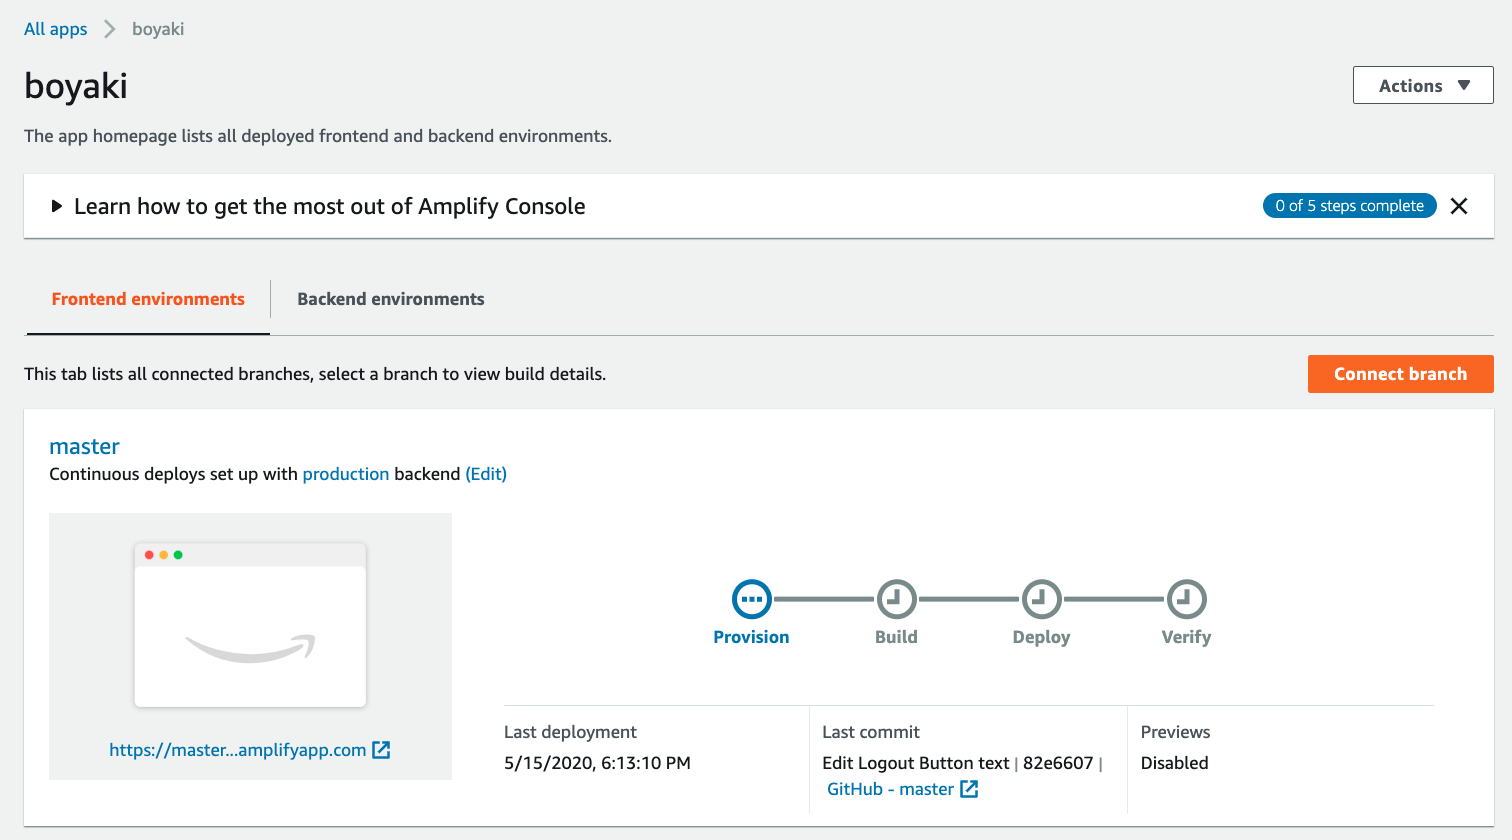 All apps
boyaki
boyaki
Actions
The app homepage lists all deployed frontend and backend environments.
Learn how to get the most out of Amplify Console
0 of 5 steps complete
Frontend environments
Backend environments
This tab lists all connected branches, select a branch to view build details.
Connect branch
master
Continuous deploys set up with production backend (Edit)
https://master...amplifyapp.com
Provision
Build
Deploy
Verify
Last deployment
5/15/2020, 6:13:10 PM
Last commit
Edit Logout Button text | 82e6607 |
GitHub - master
Previews
Disabled